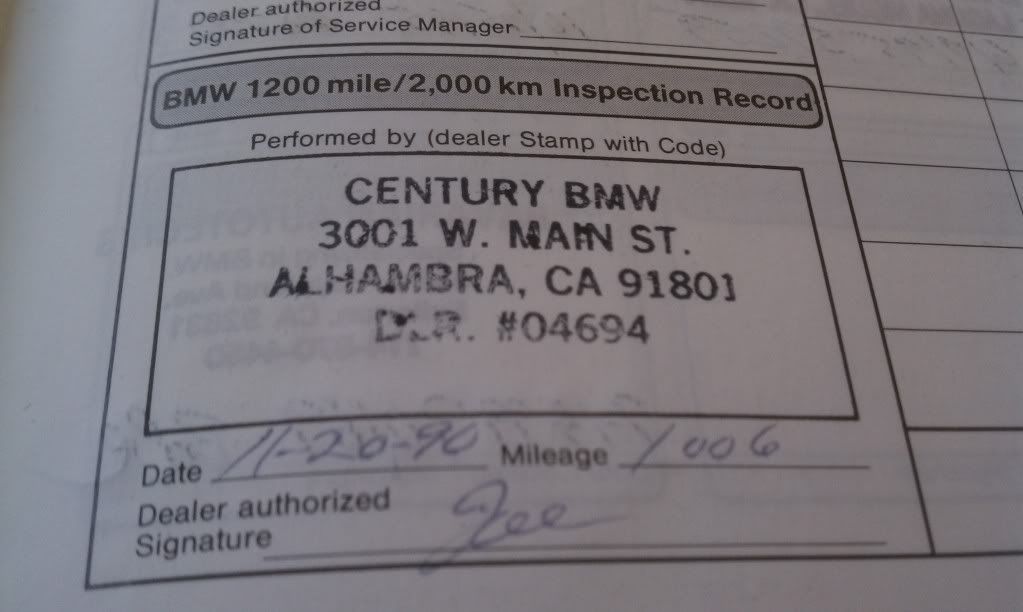 Dealer authorized
Signature of Service Manager
BMW 1200 mile/2,000 km Inspection Record
Performed by (dealer Stamp with Code)
CENTURY BMW
3001 W. MAIN ST.
ALHAMBRA, CA 91801
DLR. #04694
Date 11-20-90 Mileage 1006
Dealer authorized
Signature